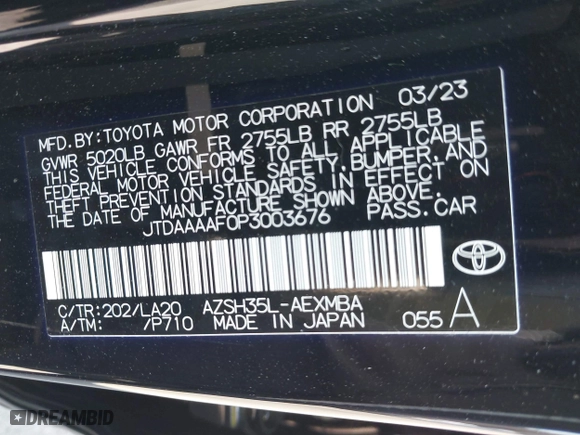 MFD.BY:TOYOTA MOTOR CORPORATION 03/23
GVWR 5020LB GAWR FR 2755LB RR 2755LB
THIS VEHICLE CONFORMS TO ALL APPLICABLE
FEDERAL MOTOR VEHICLE SAFETY,BUMPER,AND
THEFT PREVENTION STANDARDS IN EFFECT ON
THE DATE OF MANUFACTURE SHOWN ABOVE.
JTDAAAAF0P3003676 PASS.CAR
C/TR:202/LA20 AZSH35L-AEXMBA
A/TM: /P710 MADE IN JAPAN 055 A
DREAMBID